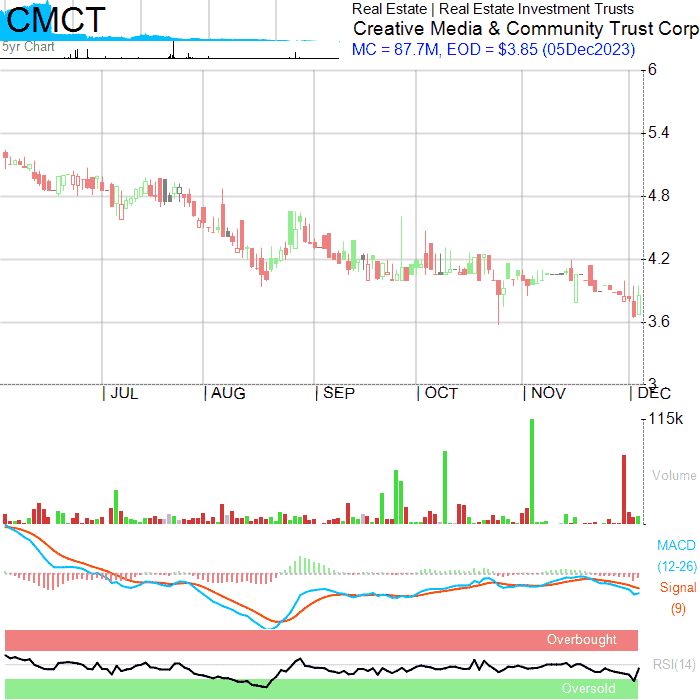 CMCT
5yr Chart
Real Estate | Real Estate Investment Trusts
Creative Media & Community Trust Corp
MC = 87.7M, EOD = $3.85 (05Dec2023)
6
5.4
4.8
4.2
3.6
3
JUL AUG SEP OCT NOV DEC
115k
Volume
MACD
(12-26)
Signal
(9)
Overbought
RSI(14)
Oversold